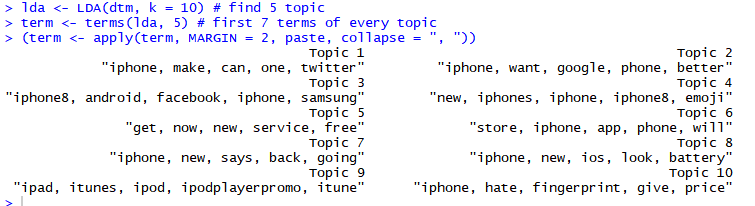 > lda <- LDA(dtm, k = 10) # find 5 topic
> term <- terms(lda, 5) # first 7 terms of every topic
> (term <- apply(term, MARGIN = 2, paste, collapse = ", "))
Topic 1 Topic 2
"iphone, make, can, one, twitter" "iphone, want, google, phone, better"
Topic 3 Topic 4
"iphone8, android, facebook, iphone, samsung" "new, iphones, iphone, iphone8, emoji"
Topic 5 Topic 6
"get, now, new, service, free" "store, iphone, app, phone, will"
Topic 7 Topic 8
"iphone, new, says, back, going" "iphone, new, ios, look, battery"
Topic 9 Topic 10
"ipad, itunes, ipod, ipodplayerpromo, itune" "iphone, hate, fingerprint, give, price"
>